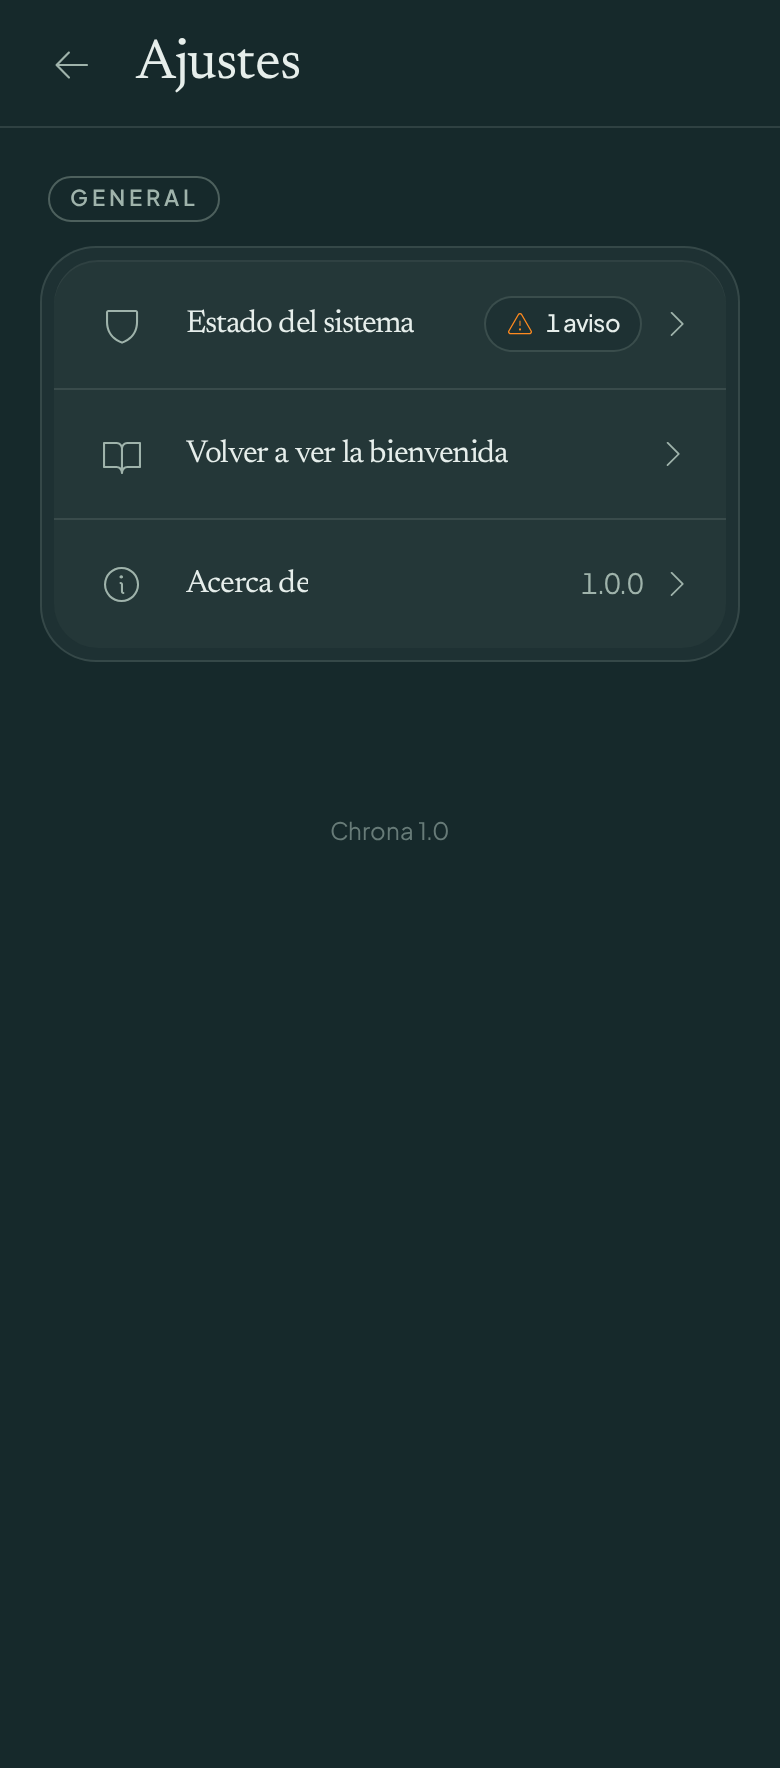 Ajustes
GENERAL
Estado del sistema
1 aviso
Volver a ver la bienvenida
Acerca de
1.0.0
Chrona 1.0